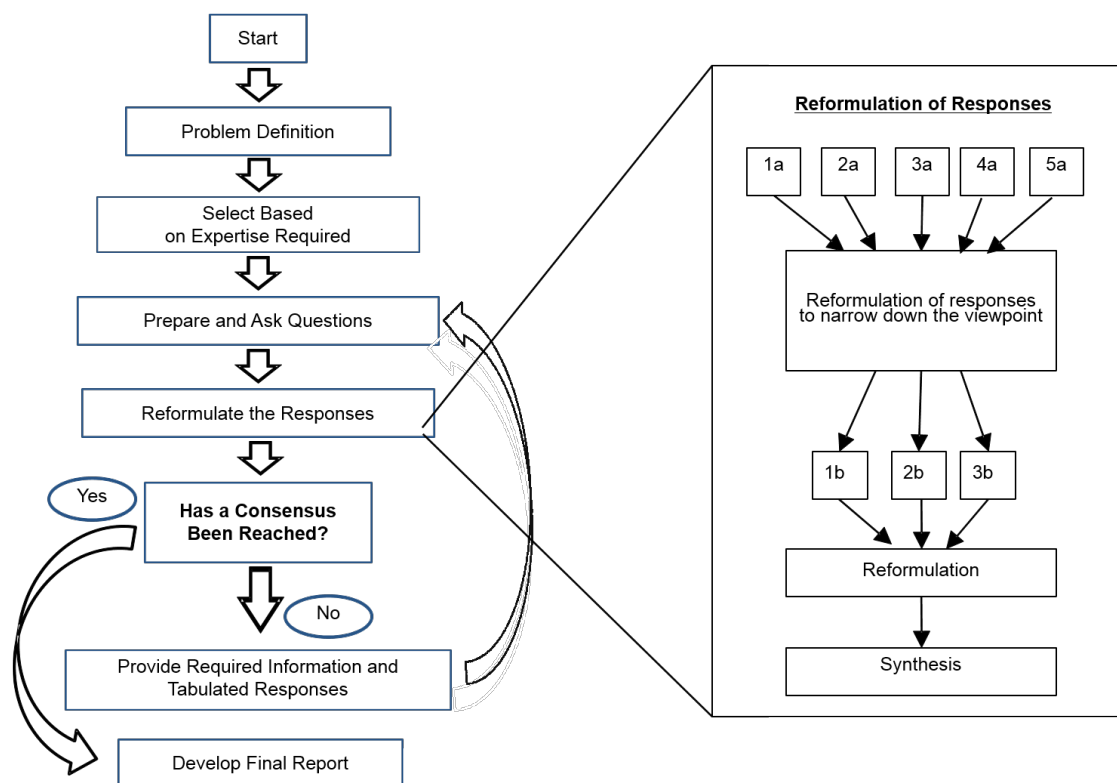 Start
Problem Definition
Select Based
on Expertise Required
Prepare and Ask Questions
Reformulate the Responses
Yes
Has a Consensus
Been Reached?
No
Provide Required Information and
Tabulated Responses
Develop Final Report
Reformulation of Responses
1a
2a
3a
4a
5a
Reformulation of responses
to narrow down the viewpoint
1b
2b
3b
Reformulation
Synthesis